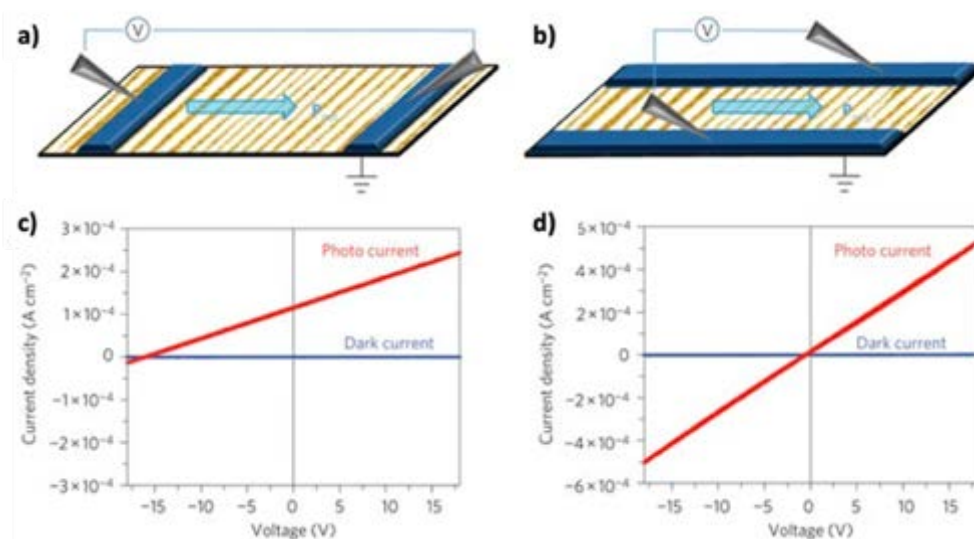 a)
V
b)
V
c)
3×10⁻⁴
2×10⁻⁴
1×10⁻⁴
0
−1×10⁻⁴
−2×10⁻⁴
−3×10⁻⁴
Current density (A cm⁻²)
Photo current
Dark current
−15 −10 −5 0 5 10 15
Voltage (V)
d)
5×10⁻⁴
4×10⁻⁴
2×10⁻⁴
0
−2×10⁻⁴
−4×10⁻⁴
−6×10⁻⁴
Current density (A cm⁻²)
Photo current
Dark current
−15 −10 −5 0 5 10 15
Voltage (V)